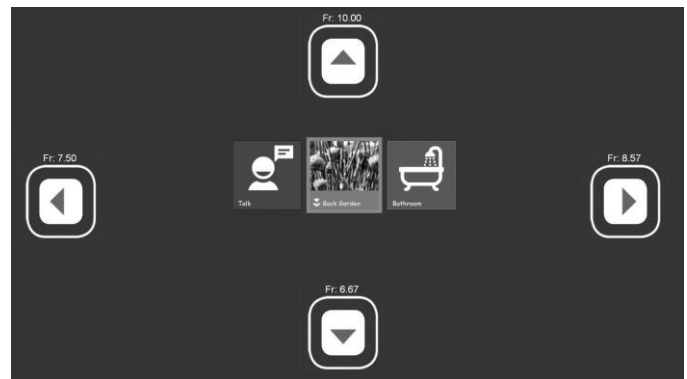 Fr: 10.00
Fr: 7.50
Fr: 8.57
Talk
Back Garden
Bathroom
Fr: 6.67